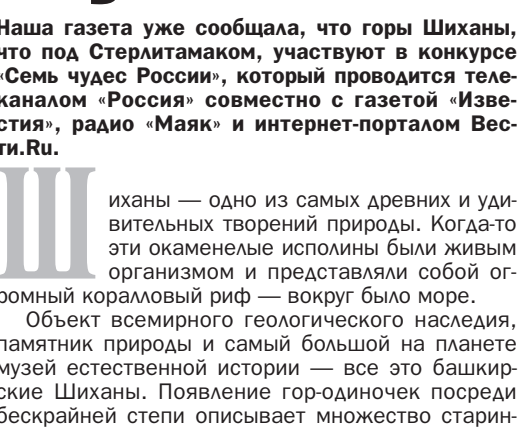 Наша газета уже сообщала, что горы Шиханы,
что под Стерлитамаком, участвуют в конкурсе
«Семь чудес России», который проводится теле-
каналом «Россия» совместно с газетой «Изве-
стия», радио «Маяк» и интернет-порталом Вес-
ти.Ru.
Шиханы — одно из самых древних и уди-
вительных творений природы. Когда-то
эти окаменелые исполины были живым
организмом и представляли собой ог-
ромный коралловый риф — вокруг было море.
Объект всемирного геологического наследия,
памятник природы и самый большой на планете
музей естественной истории — все это башкир-
ские Шиханы. Появление гор-одиночек посреди
бескрайней степи описывает множество старин-